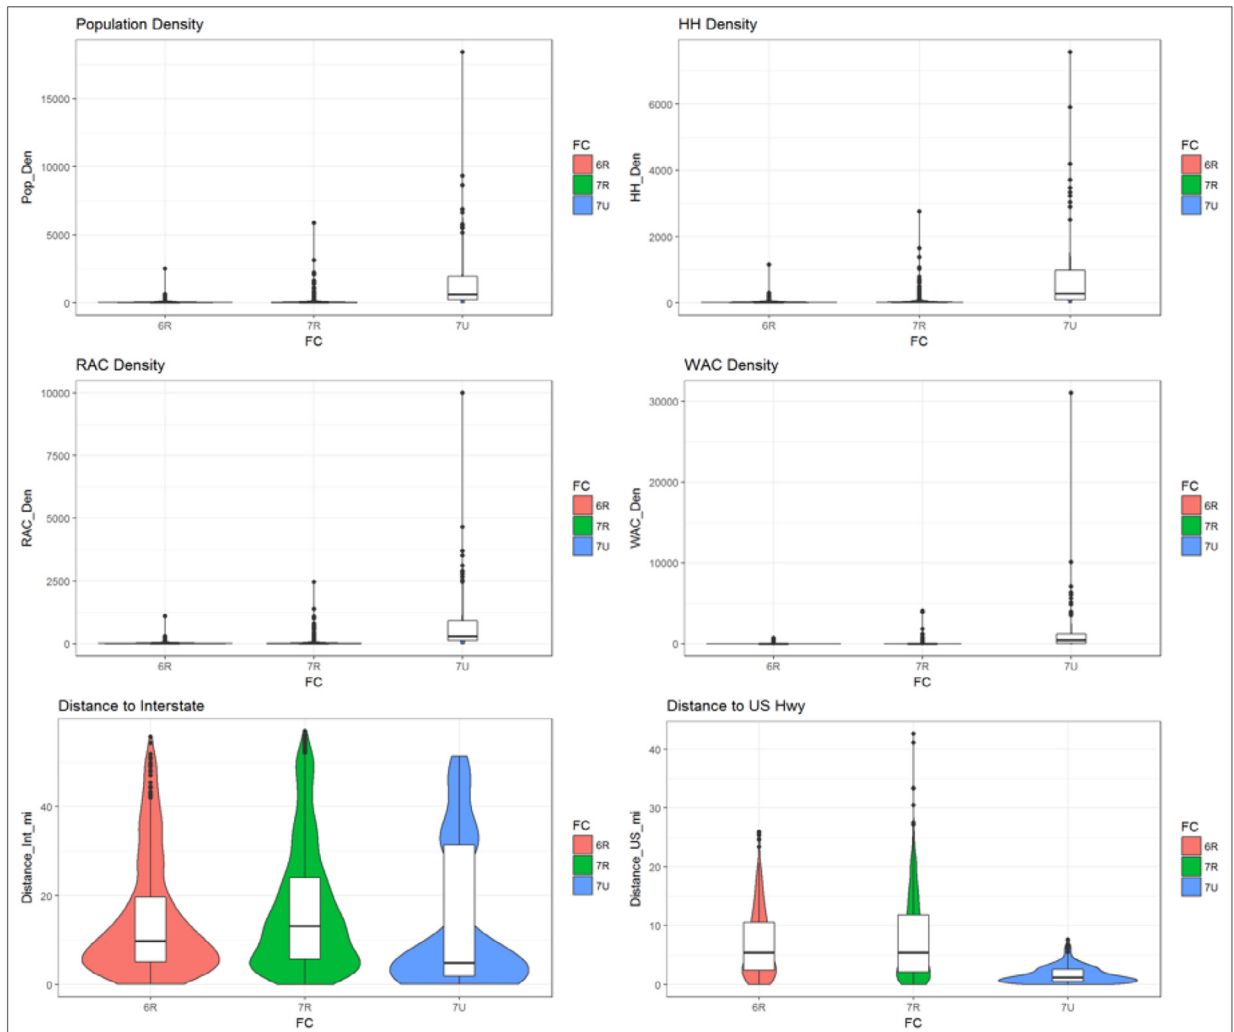 Population Density
Pop_Den
15000
10000
5000
0
6R
7R
7U
FC
FC
6R
7R
7U
HH Density
HH_Den
6000
4000
2000
0
6R
7R
7U
FC
FC
6R
7R
7U
RAC Density
RAC_Den
10000
7500
5000
2500
0
6R
7R
7U
FC
FC
6R
7R
7U
WAC Density
WAC_Den
30000
20000
10000
0
6R
7R
7U
FC
FC
6R
7R
7U
Distance to Interstate
Distance_Int_mi
40
20
0
6R
7R
7U
FC
FC
6R
7R
7U
Distance to US Hwy
Distance_US_mi
40
30
20
10
0
6R
7R
7U
FC
FC
6R
7R
7U